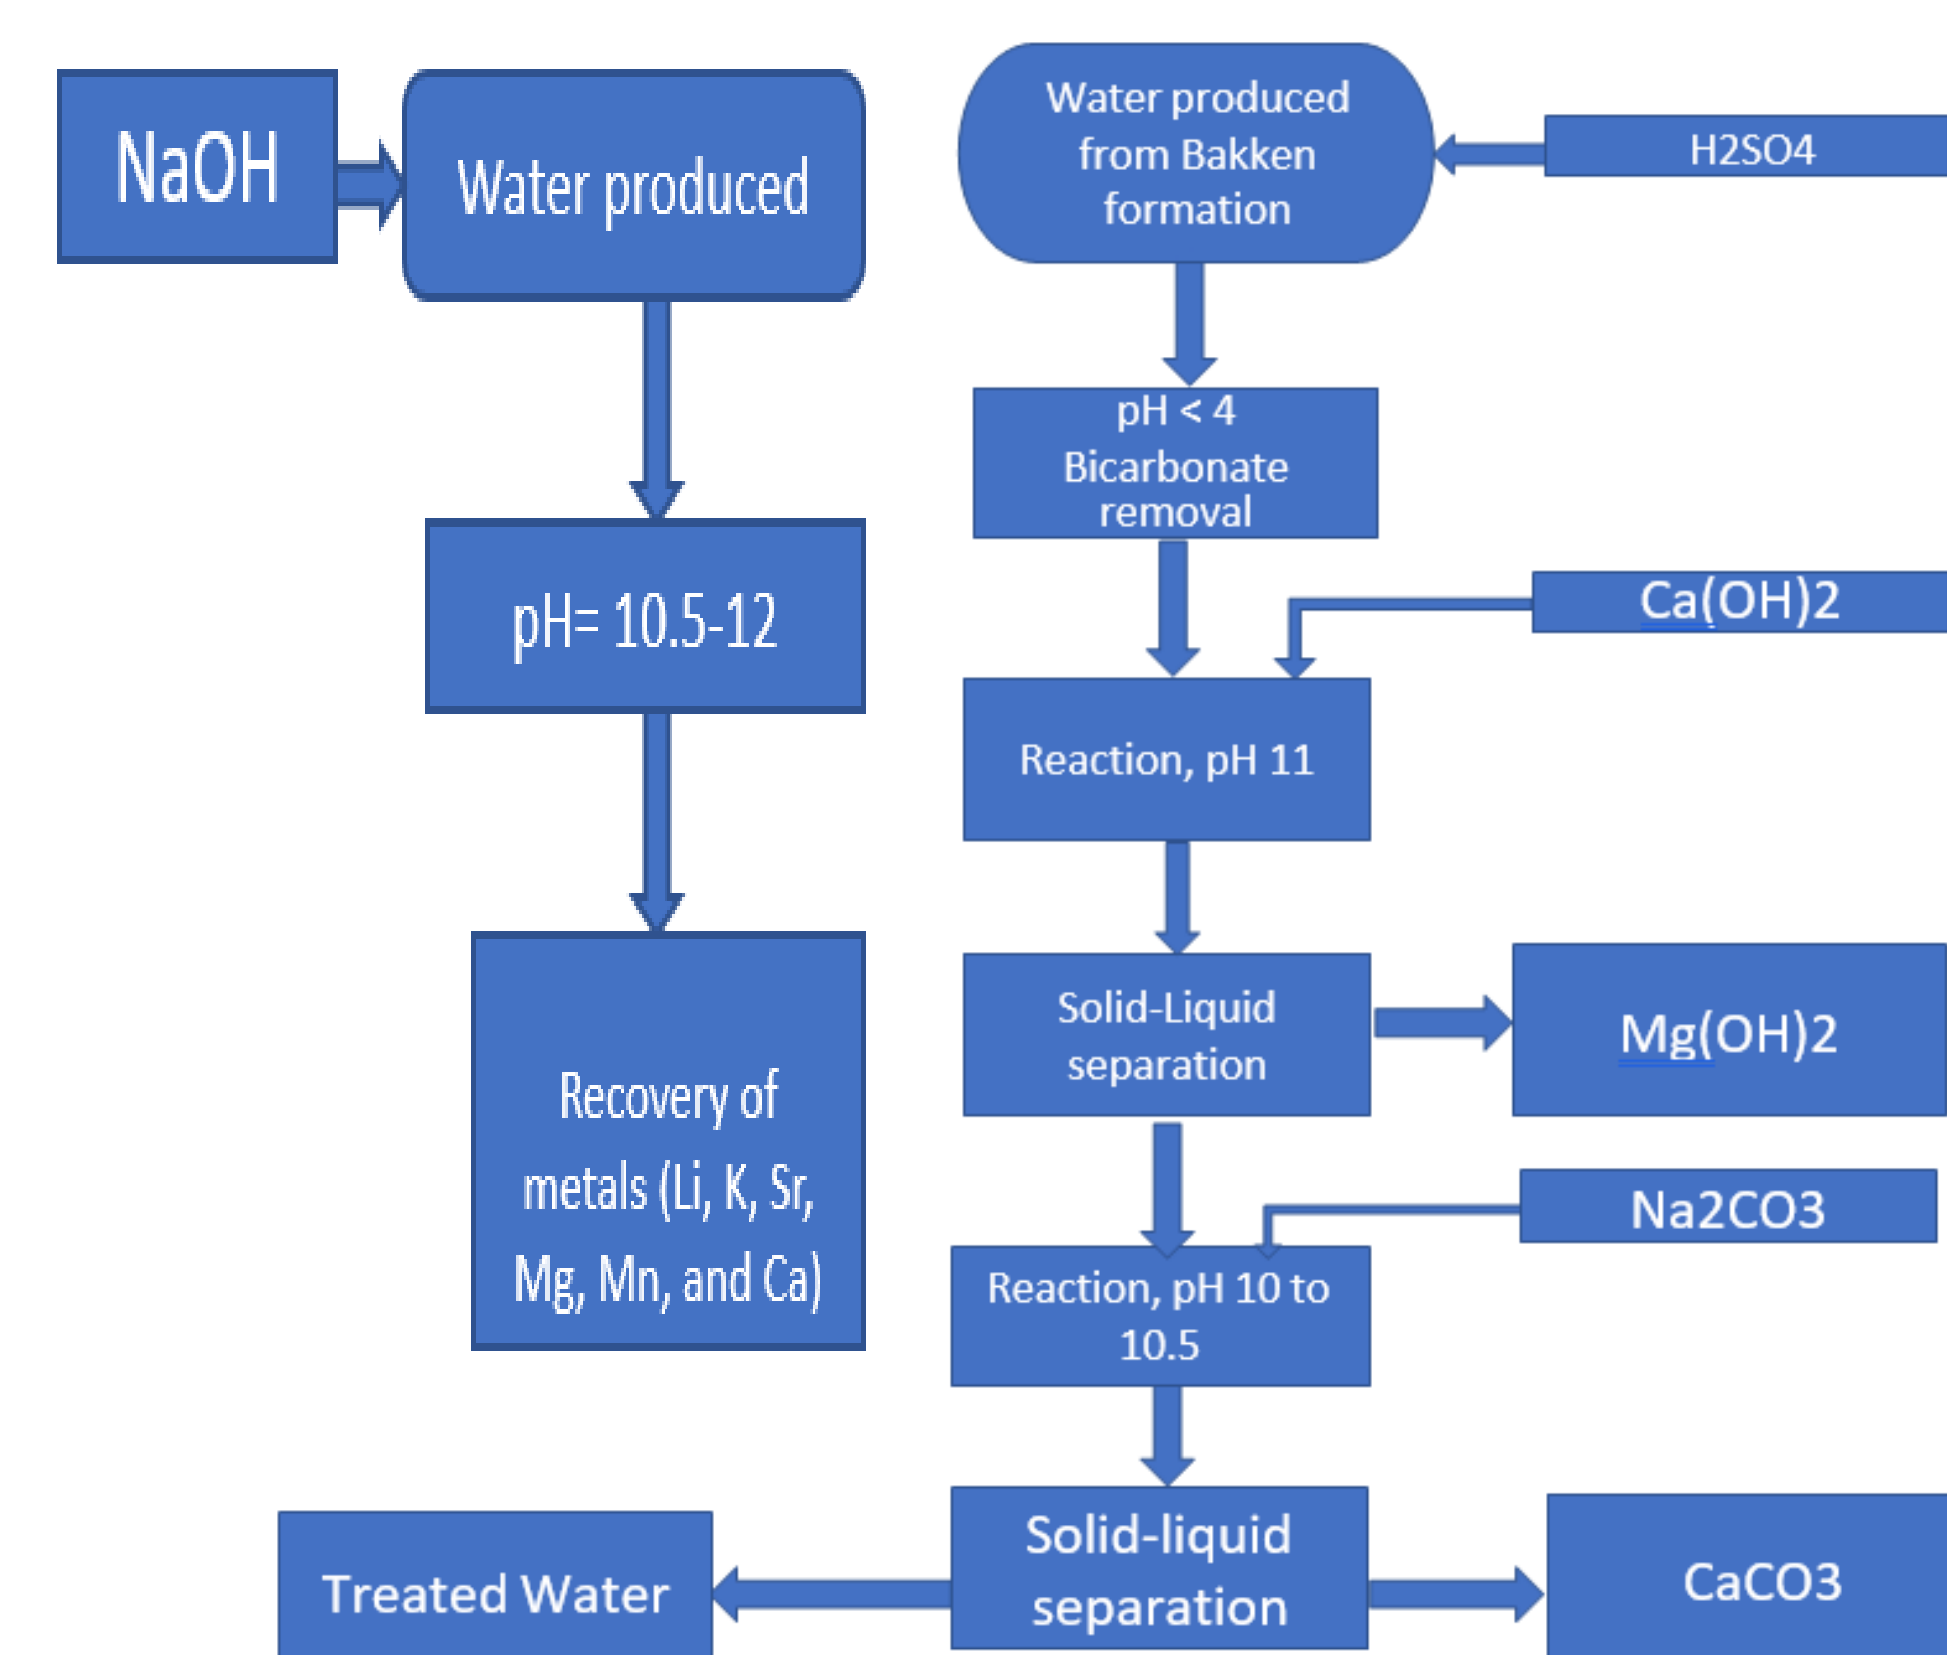 NaOH
Water produced
pH= 10.5-12
Recovery of
metals (Li, K, Sr,
Mg, Mn, and Ca)
Water produced
from Bakken
formation
H2SO4
pH < 4
Bicarbonate
removal
Ca(OH)2
Reaction, pH 11
Solid-Liquid
separation
Mg(OH)2
Na2CO3
Reaction, pH 10 to
10.5
Solid-liquid
separation
Treated Water
CaCO3